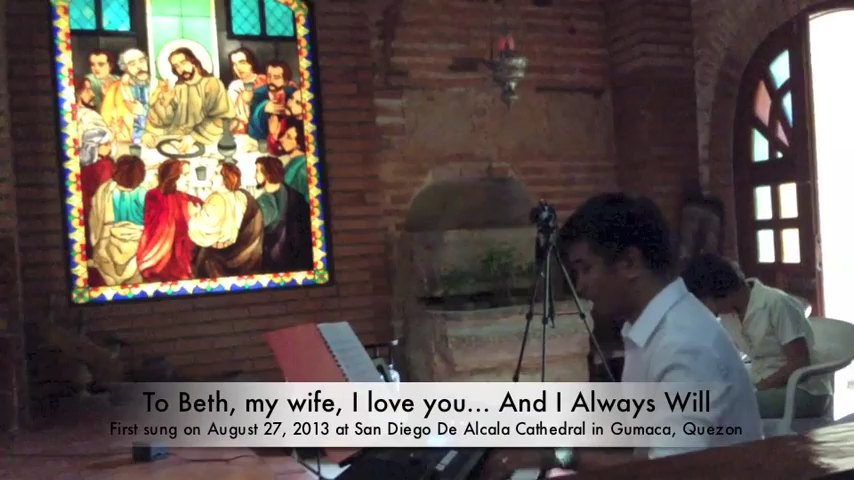 To Beth, my wife, I love you... And I Always Will
First sung on August 27, 2013 at San Diego De Alcala Cathedral in Gumaca, Quezon